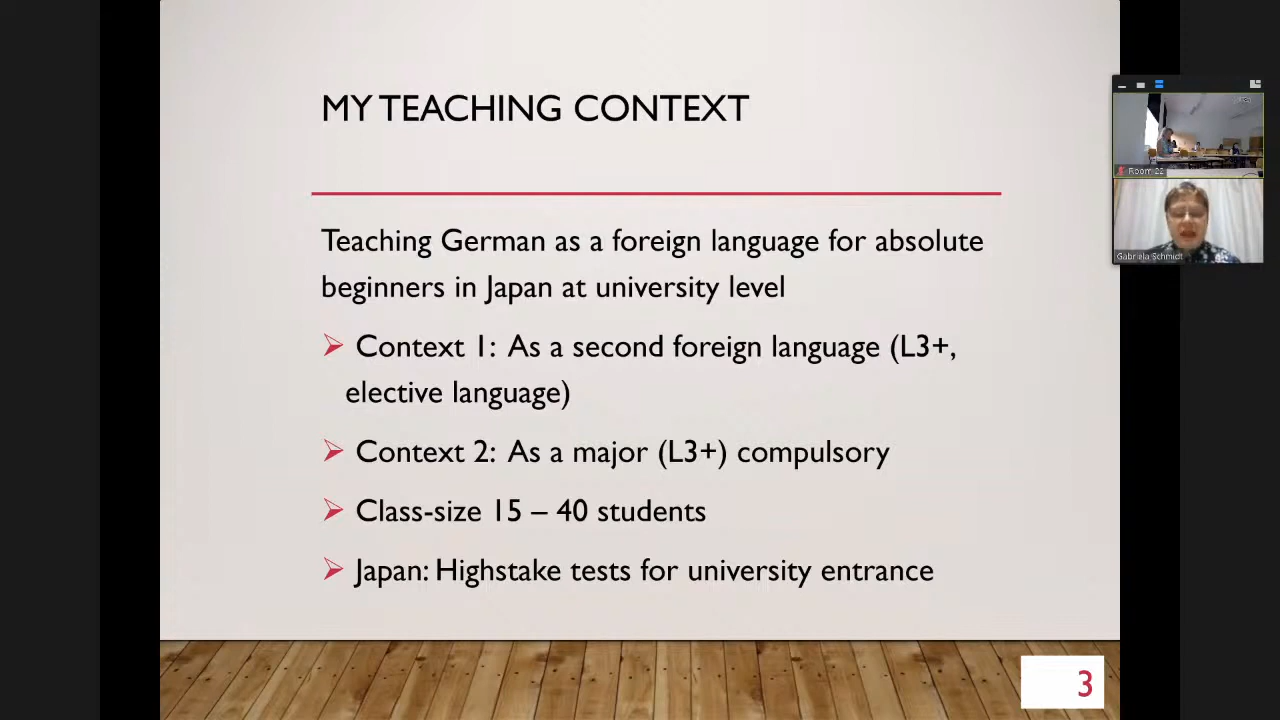 MY TEACHING CONTEXT
Teaching German as a foreign language for absolute
beginners in Japan at university level
➢ Context 1: As a second foreign language (L3+,
elective language)
➢ Context 2: As a major (L3+) compulsory
➢ Class-size 15 – 40 students
➢ Japan: Highstake tests for university entrance
3
Room 22
Gabriela Schmidt